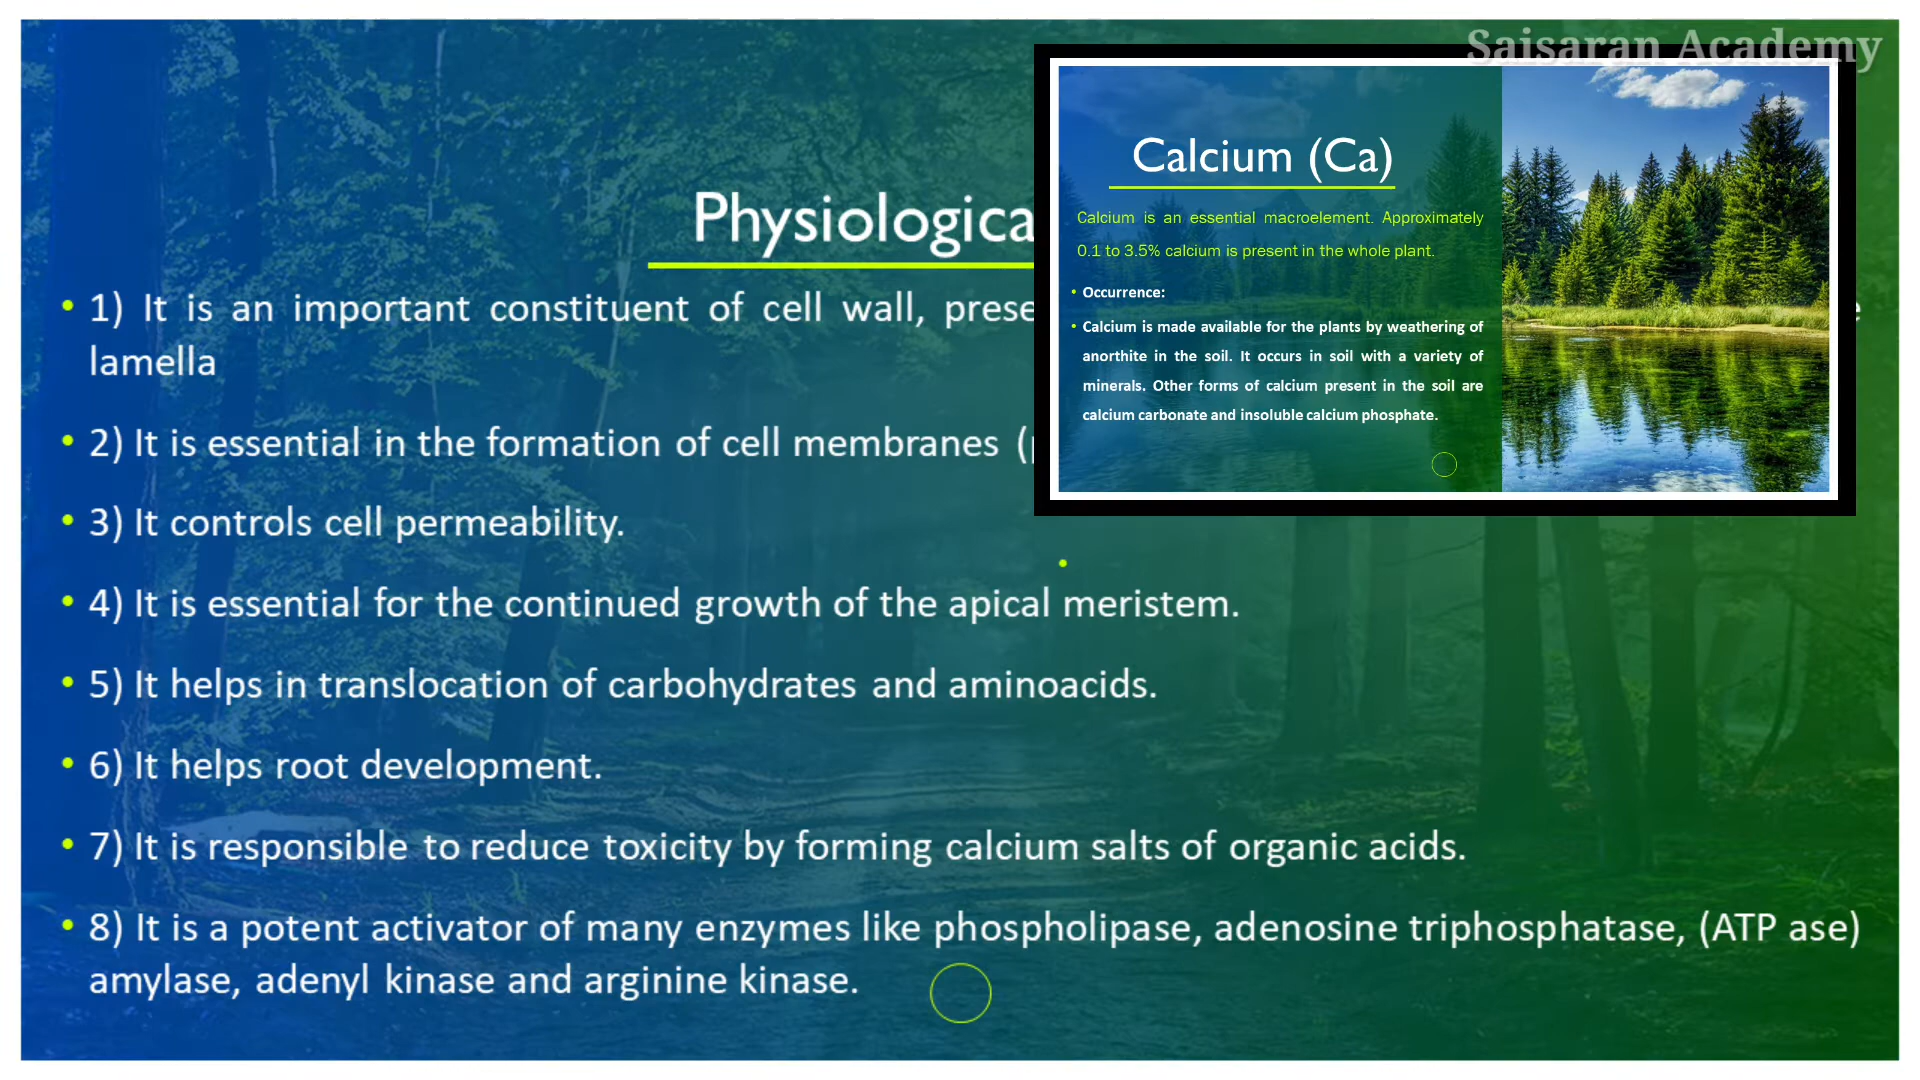 Saisaran Academy
Physiologica
• 1) It is an important constituent of cell wall, prese
lamella
• 2) It is essential in the formation of cell membranes (
• 3) It controls cell permeability.
• 4) It is essential for the continued growth of the apical meristem.
• 5) It helps in translocation of carbohydrates and aminoacids.
• 6) It helps root development.
• 7) It is responsible to reduce toxicity by forming calcium salts of organic acids.
• 8) It is a potent activator of many enzymes like phospholipase, adenosine triphosphatase, (ATP ase)
amylase, adenyl kinase and arginine kinase.
Calcium (Ca)
Calcium is an essential macroelement. Approximately
0.1 to 3.5% calcium is present in the whole plant.
• Occurrence:
• Calcium is made available for the plants by weathering of
anorthite in the soil. It occurs in soil with a variety of
minerals. Other forms of calcium present in the soil are
calcium carbonate and insoluble calcium phosphate.